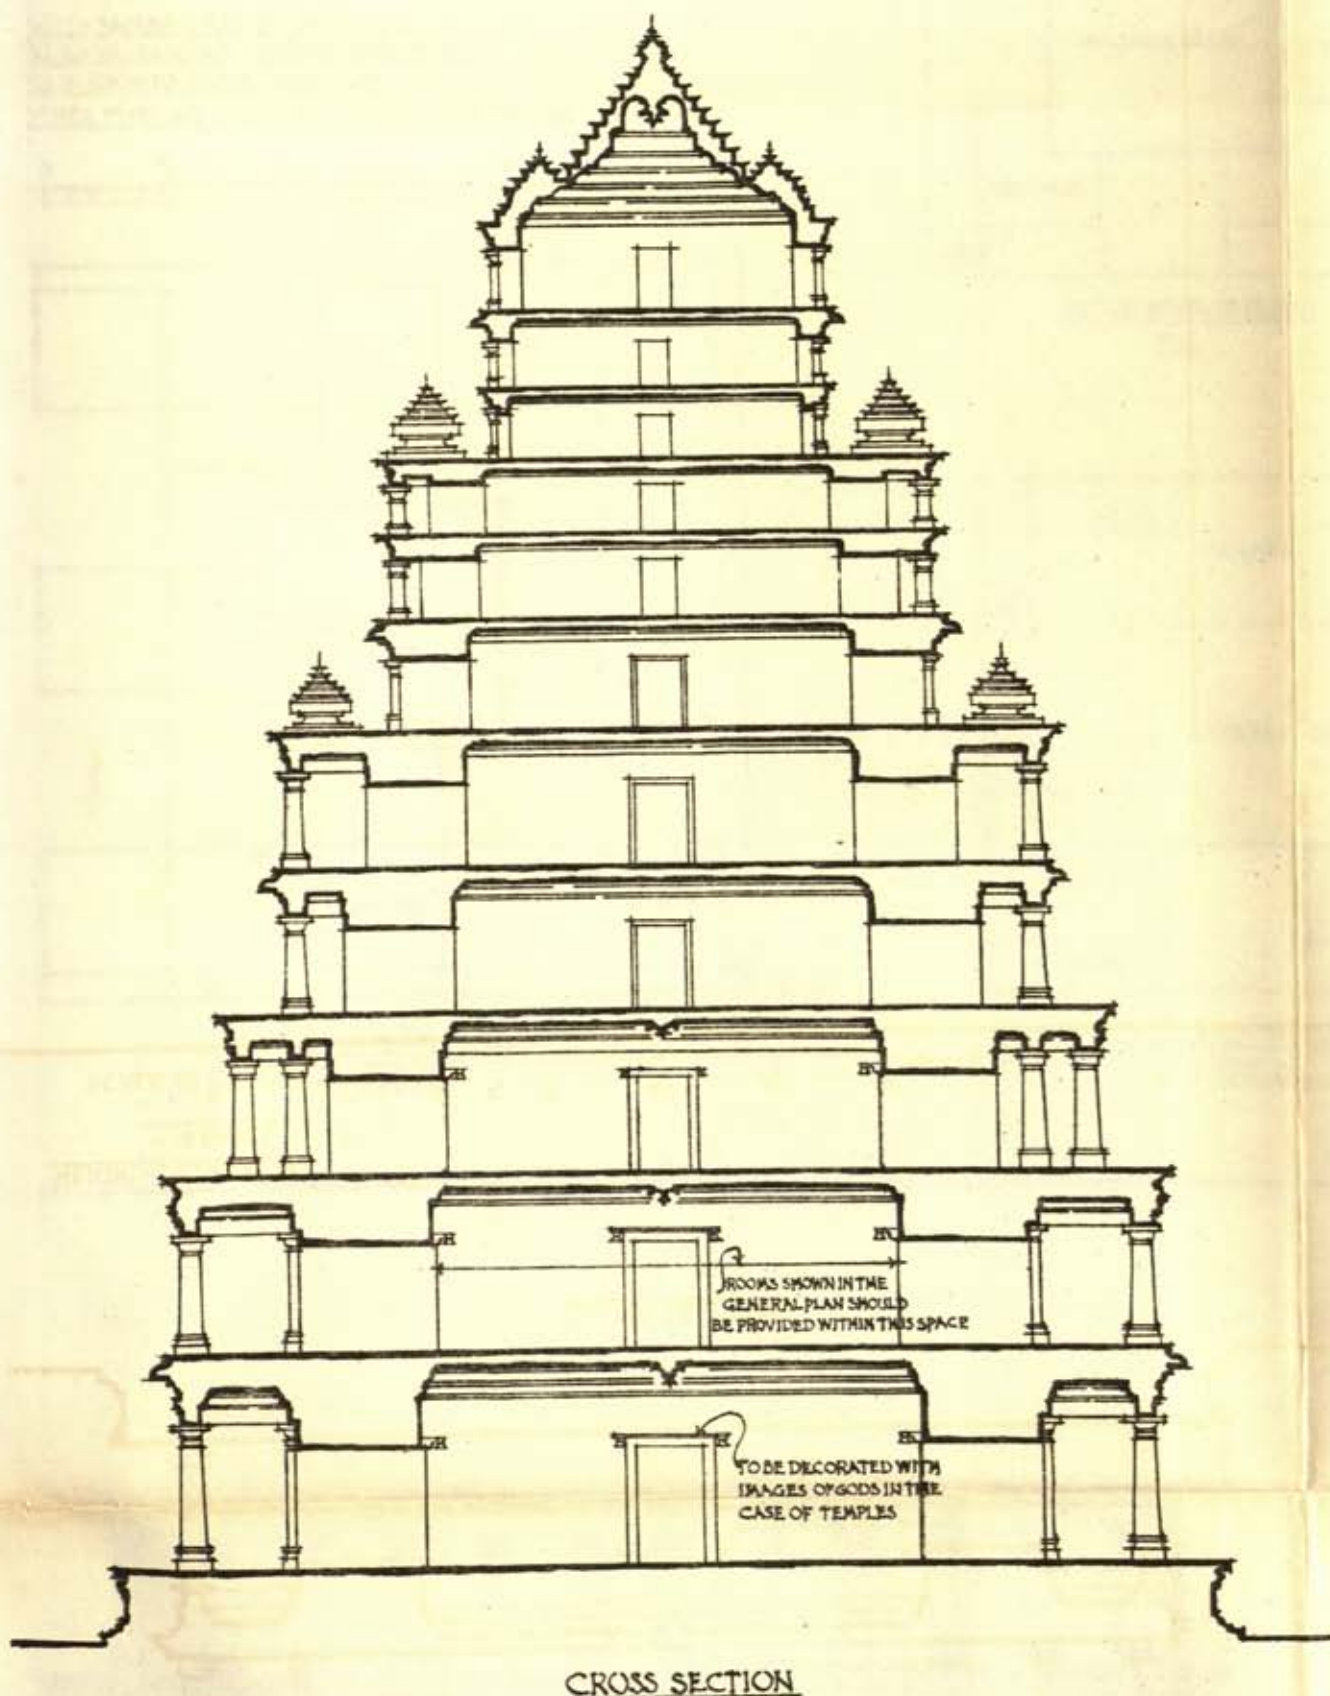 ROOMS SHOWN IN THE
GENERAL PLAN SHOULD
BE PROVIDED WITHIN THIS SPACE
TO BE DECORATED WITH
IMAGES OF GODS IN THE
CASE OF TEMPLES
CROSS SECTION